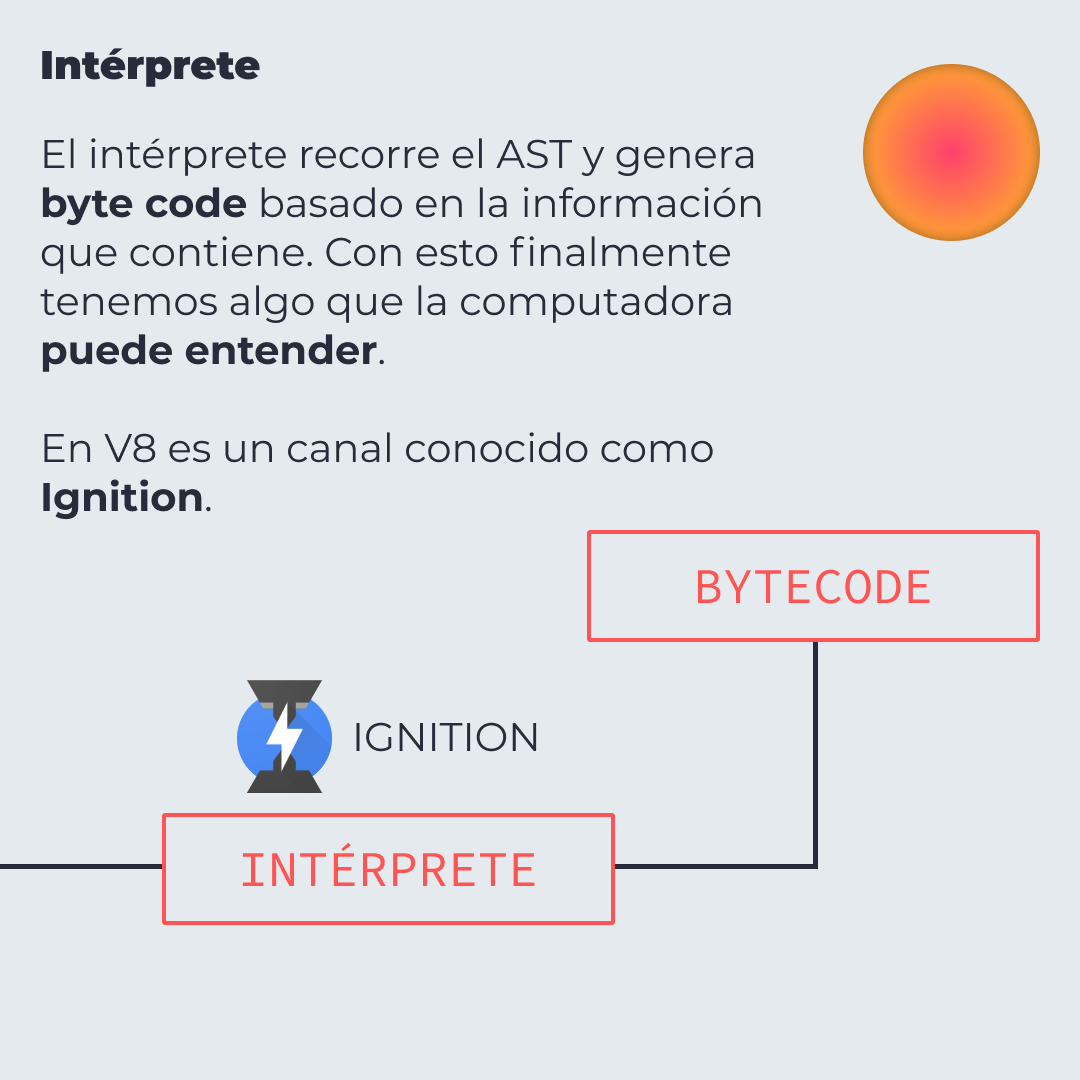 Intérprete
El intérprete recorre el AST y genera
byte code basado en la información
que contiene. Con esto finalmente
tenemos algo que la computadora
puede entender.
En V8 es un canal conocido como
Ignition.
BYTECODE
IGNITION
INTÉRPRETE